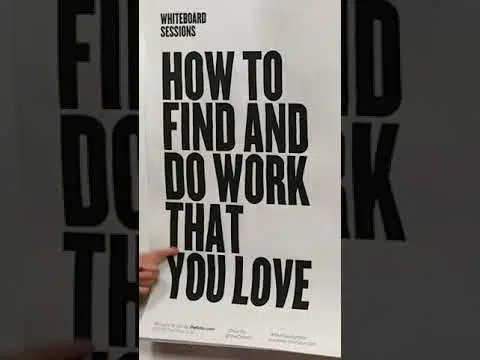 WHITEBOARD
SESSIONS
HOW TO
FIND AND
DO WORK
THAT
YOU LOVE